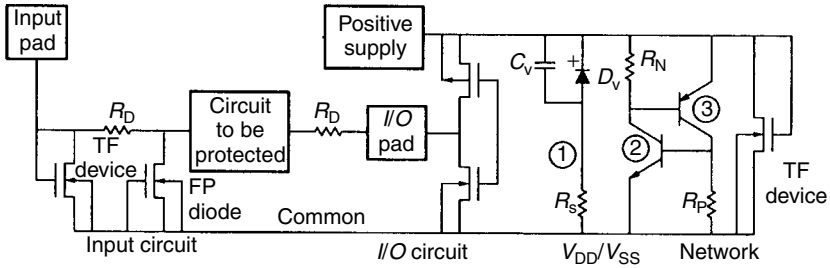 Input
pad
Positive
supply
C_v
+
D_v
R_N
③
R_D
Circuit
to be
protected
R_D
I/O
pad
①
②
TF
device
TF
device
FP
diode
R_s
R_P
Common
Input circuit
I/O circuit
V_DD/V_SS
Network